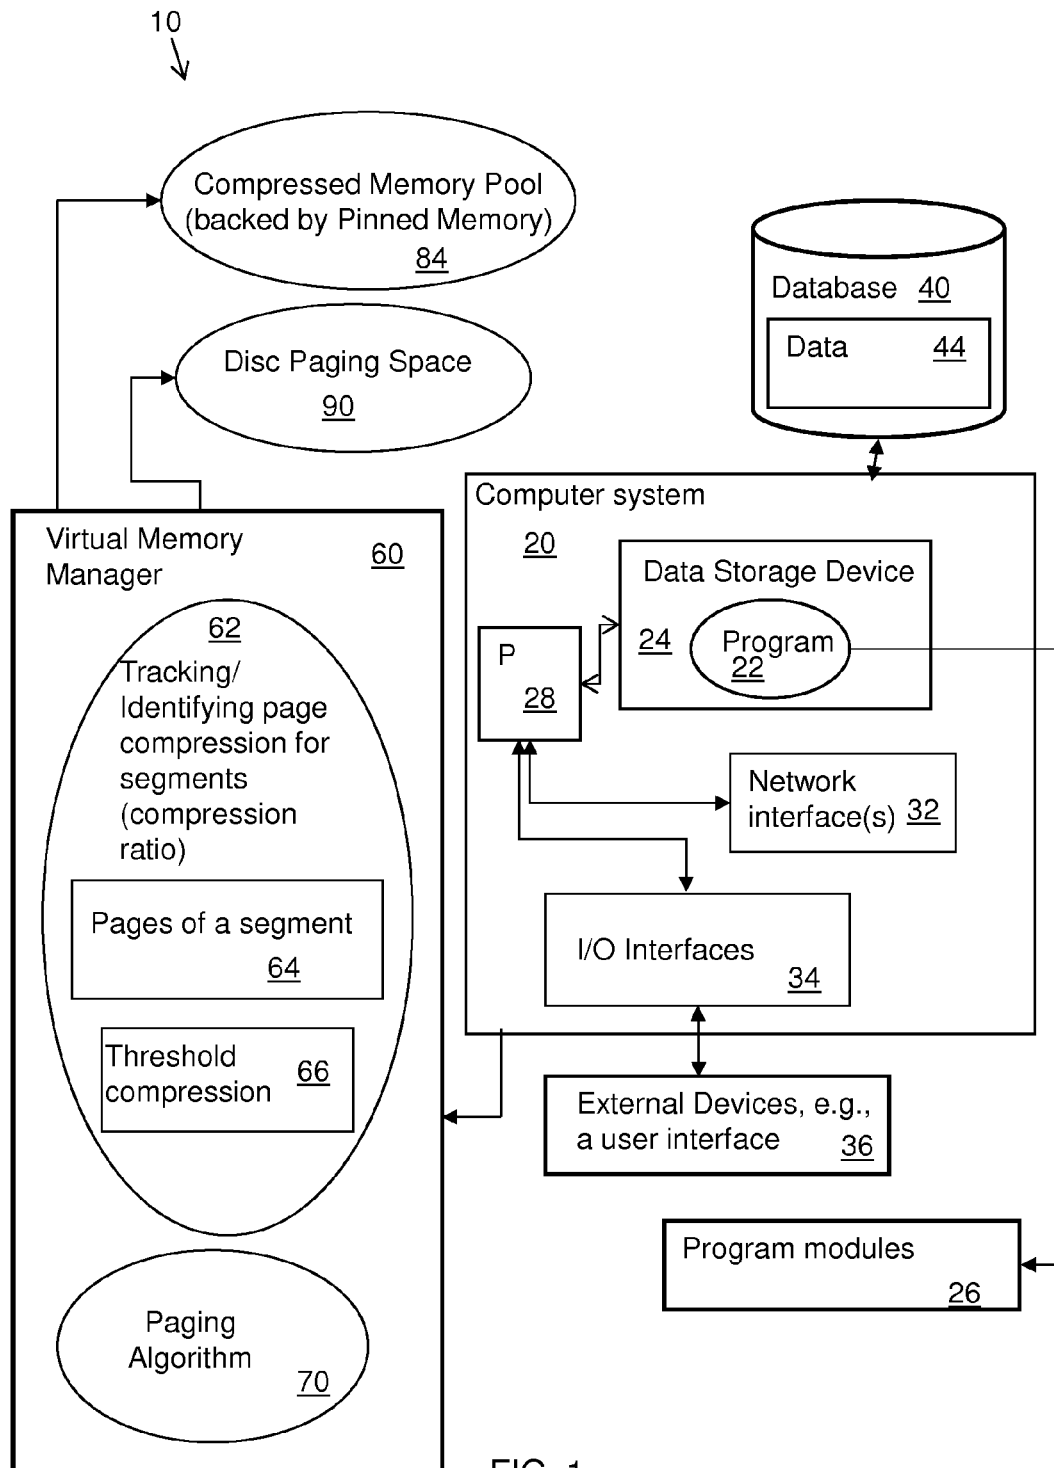 10
Compressed Memory Pool
(backed by Pinned Memory)
84
Disc Paging Space
90
Database 40
Data 44
Computer system
20
Data Storage Device
24
Program
22
P
28
Network
interface(s) 32
I/O Interfaces
34
External Devices, e.g.,
a user interface 36
Program modules
26
Virtual Memory
Manager 60
62
Tracking/
Identifying page
compression for
segments
(compression
ratio)
Pages of a segment
64
Threshold
compression 66
Paging
Algorithm
70
FIG. 1